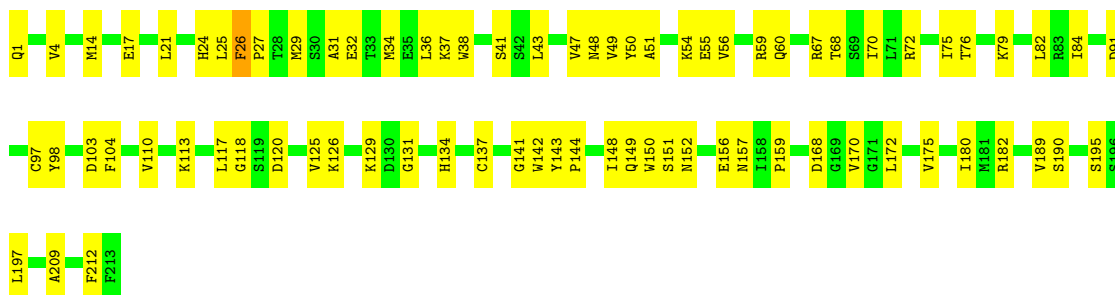 Q1 V4 M14 E17 L21 H24 L25 F26 P27 T28 M29 S30 A31 E32 T33 M34 E35 L36 K37 W38 S41 S42 L43 V47 N48 V49 Y50 A51 K54 E55 V56 R59 Q60 R67 T68 S69 I70 L71 R72 I75 T76 K79 L82 R83 I84
C97 Y98 D103 F104 V110 K113 L117 G118 S119 D120 V125 K126 K129 D130 G131 H134 C137 G141 W142 Y143 P144 I148 Q149 W150 S151 N152 E156 N157 I158 P159 D168 G169 V170 G171 L172 V175 I180 M181 R182 V189 S190 S195
L197 A209 F212 F213